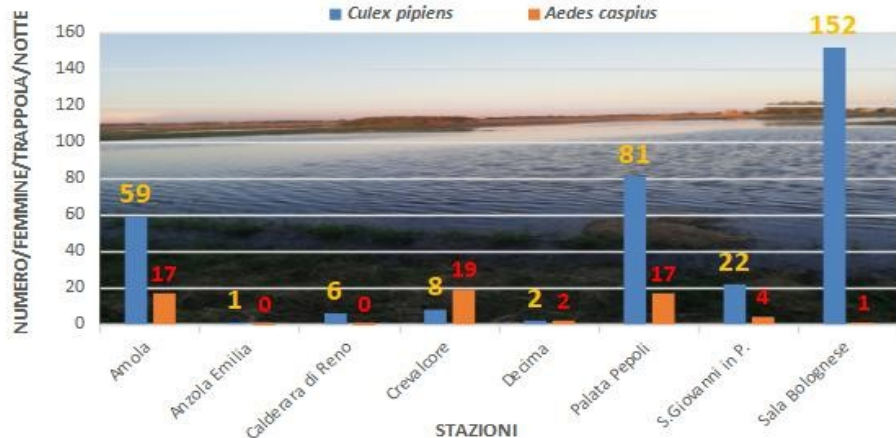 Culex pipiens Aedes caspius
NUMERO/FEMMINE/TRAPPOLA/NOTTE
160
140
120
100
80
60
40
20
0
59 17
1 0
6 0
8 19
2 2
81 17
22 4
152 1
Amola
Anzola Emilia
Calderara di Reno
Crevalcore
Decima
Palata Pepoli
S.Giovanni in P.
Sala Bolognese
STAZIONI